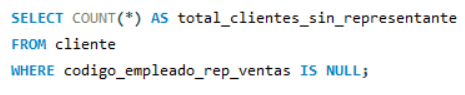 SELECT COUNT(*) AS total_clientes_sin_representante
FROM cliente
WHERE codigo_empleado_rep_ventas IS NULL;